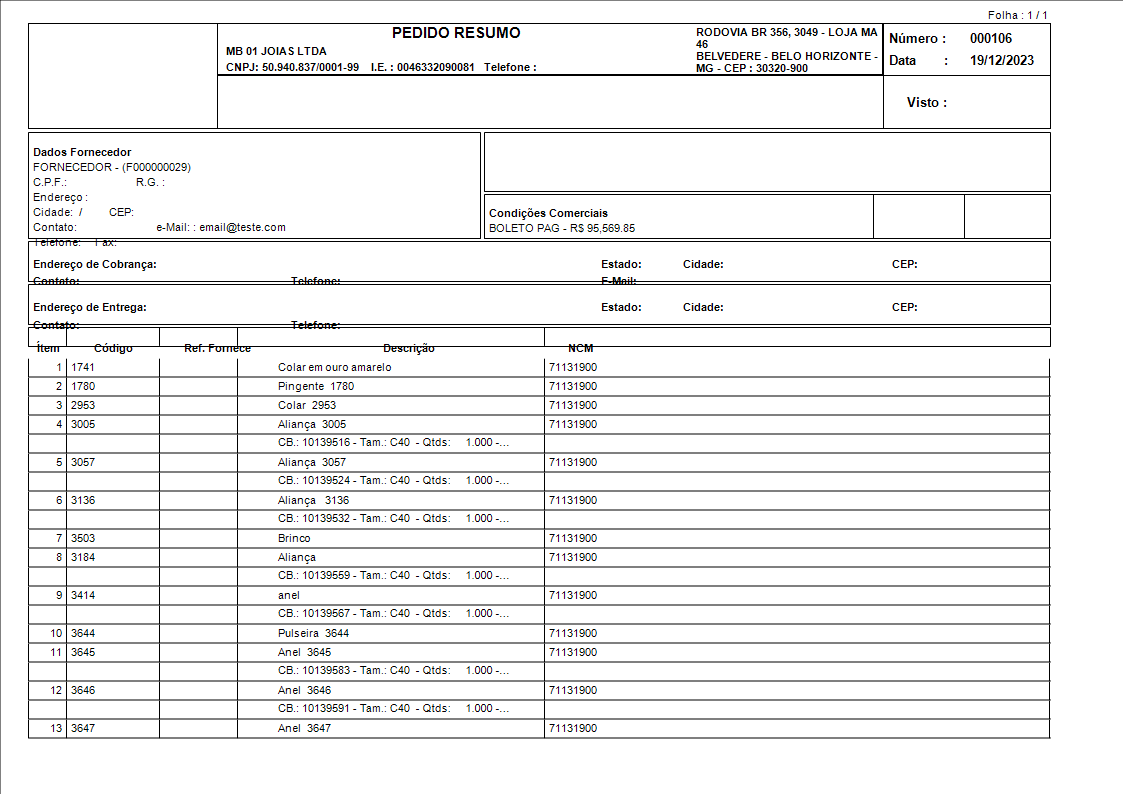 Folha : 1 / 1
PEDIDO RESUMO
MB 01 JOIAS LTDA
CNPJ: 50.940.837/0001-99 I.E. : 0046332090081 Telefone :
RODOVIA BR 356, 3049 - LOJA MA
46
BELVEDERE - BELO HORIZONTE -
MG - CEP : 30320-900
Número : 000106
Data : 19/12/2023
Visto :
Dados Fornecedor
FORNECEDOR - (F000000029)
C.P.F.: R.G. :
Endereço :
Cidade: / CEP:
Contato: e-Mail: : email@teste.com
Telefone: Fax:
Condições Comerciais
BOLETO PAG - R$ 95,569.85
Endereço de Cobrança: Estado: Cidade: CEP:
Contato: Telefone: E-Mail:
Endereço de Entrega: Estado: Cidade: CEP:
Contato: Telefone:
Ítem Código Ref. Fornece Descrição NCM
1 1741 Colar em ouro amarelo 71131900
2 1780 Pingente 1780 71131900
3 2953 Colar 2953 71131900
4 3005 Aliança 3005 71131900
CB.: 10139516 - Tam.: C40 - Qtds: 1.000 -...
5 3057 Aliança 3057 71131900
CB.: 10139524 - Tam.: C40 - Qtds: 1.000 -...
6 3136 Aliança 3136 71131900
CB.: 10139532 - Tam.: C40 - Qtds: 1.000 -...
7 3503 Brinco 71131900
8 3184 Aliança 71131900
CB.: 10139559 - Tam.: C40 - Qtds: 1.000 -...
9 3414 anel 71131900
CB.: 10139567 - Tam.: C40 - Qtds: 1.000 -...
10 3644 Pulseira 3644 71131900
11 3645 Anel 3645 71131900
CB.: 10139583 - Tam.: C40 - Qtds: 1.000 -...
12 3646 Anel 3646 71131900
CB.: 10139591 - Tam.: C40 - Qtds: 1.000 -...
13 3647 Anel 3647 71131900